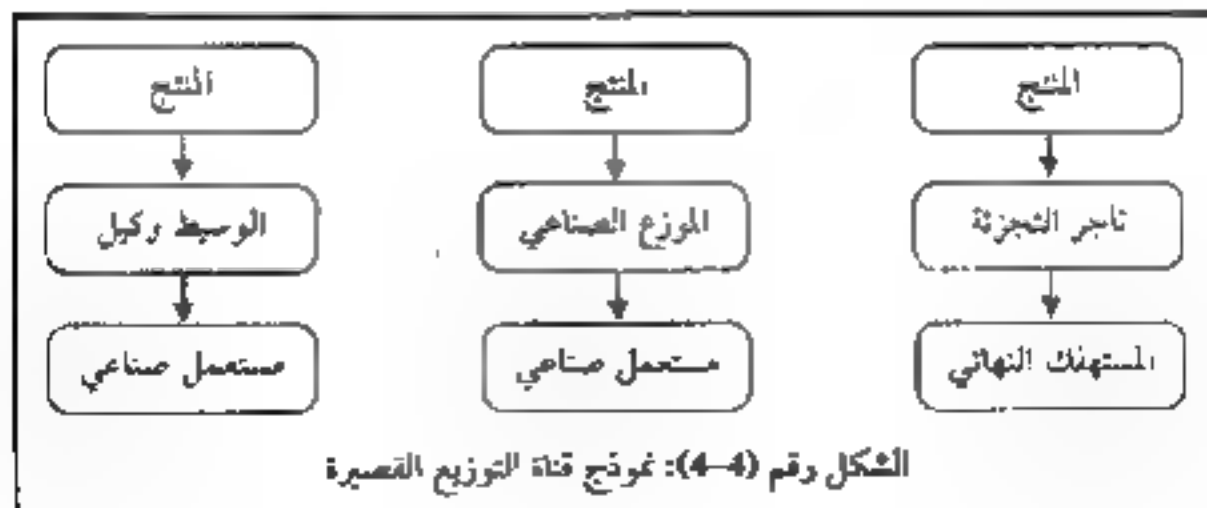 المنتج
المنتج
المنتج
تاجر التجزئة
الموزع الصناعي
الوسيط وكيل
المستهلك النهائي
مستعمل صناعي
مستعمل صناعي
الشكل رقم (4-4): نموذج قناة التوزيع القصيرة